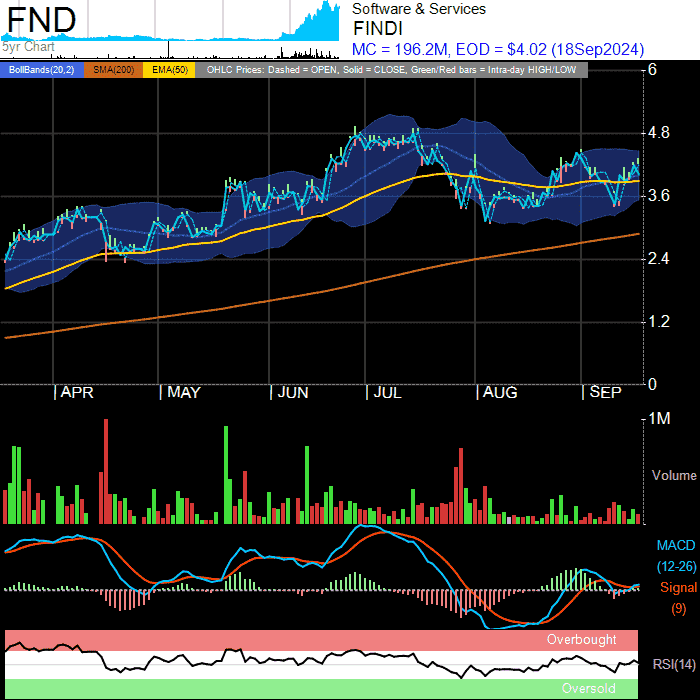 FND
5yr Chart
Software & Services
FINDI
MC = 196.2M, EOD = $4.02 (18Sep2024)
BollBands(20,2) SMA(200) EMA(50) OHLC Prices: Dashed = OPEN, Solid = CLOSE, Green/Red bars = Intra-day HIGH/LOW
6
4.8
3.6
2.4
1.2
0
APR MAY JUN JUL AUG SEP
1M
Volume
MACD
(12-26)
Signal
(9)
Overbought
RSI(14)
Oversold